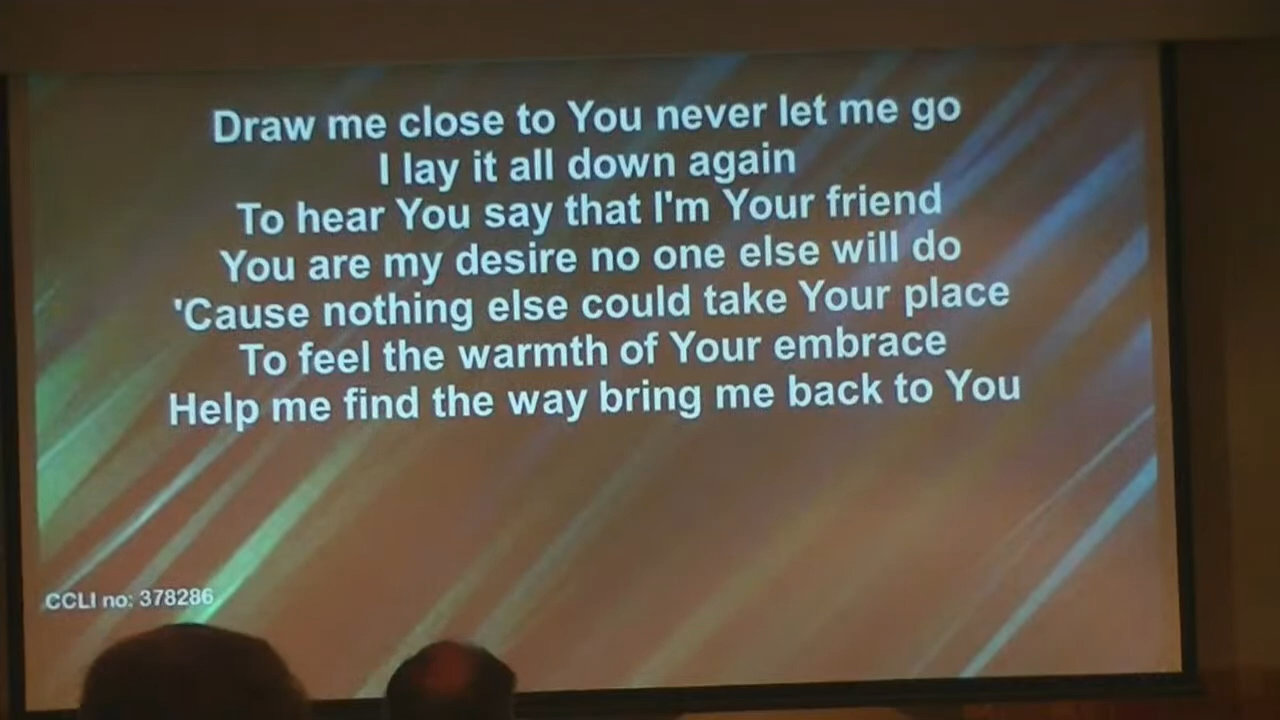 Draw me close to You never let me go
I lay it all down again
To hear You say that I'm Your friend
You are my desire no one else will do
'Cause nothing else could take Your place
To feel the warmth of Your embrace
Help me find the way bring me back to You
CCLI no: 378286